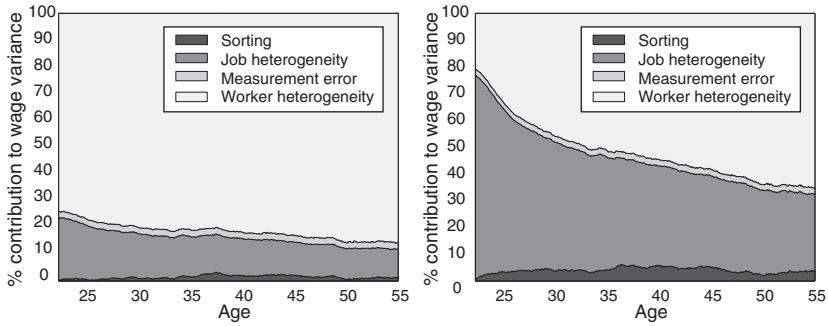 % contribution to wage variance
100
90
80
70
60
50
40
30
20
10
0
Sorting
Job heterogeneity
Measurement error
Worker heterogeneity
25 30 35 40 45 50 55
Age
% contribution to wage variance
100
90
80
70
60
50
40
30
20
10
0
Sorting
Job heterogeneity
Measurement error
Worker heterogeneity
25 30 35 40 45 50 55
Age